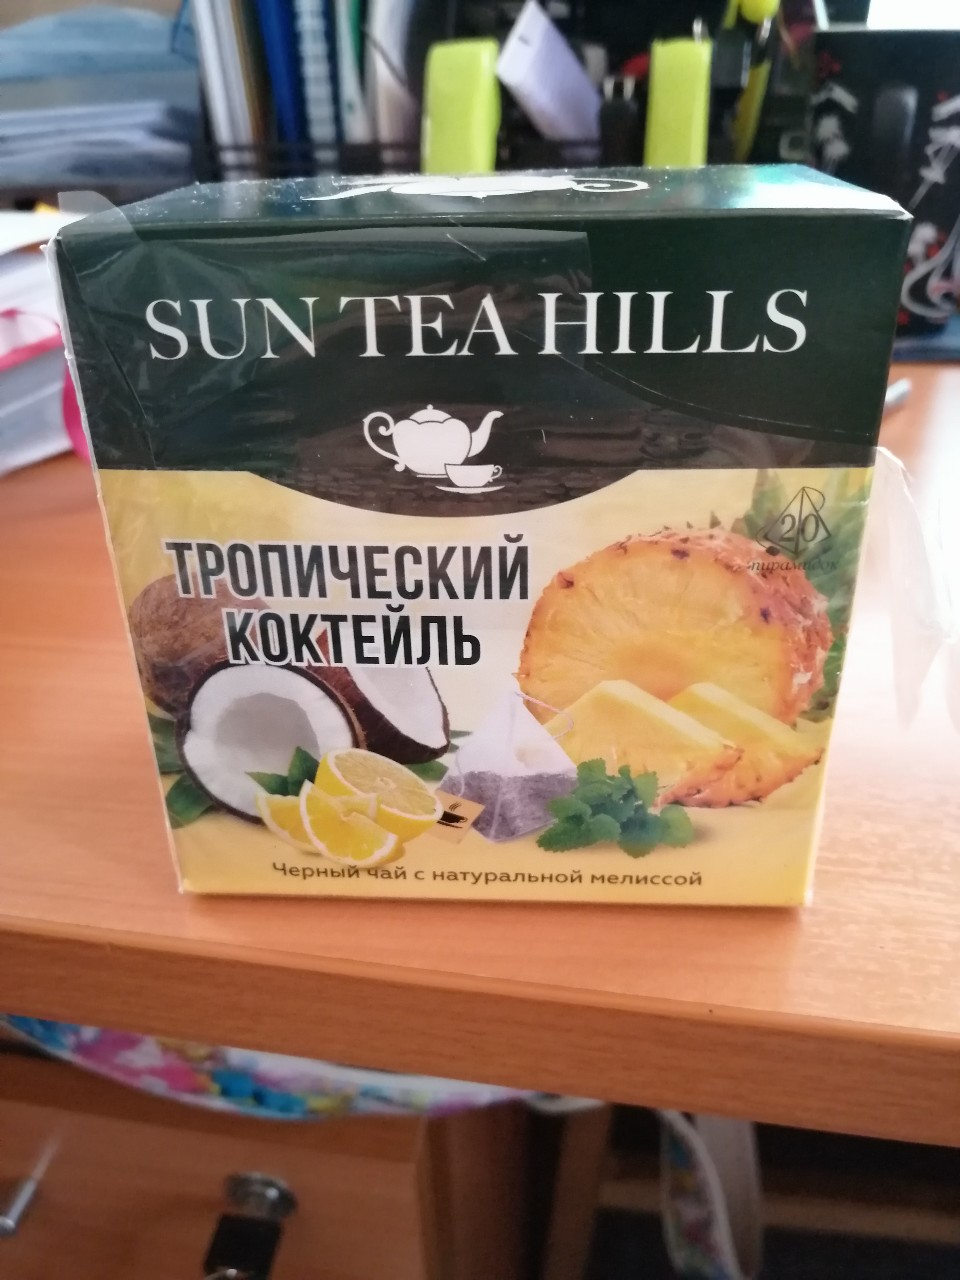 SUN TEA HILLS
ТРОПИЧЕСКИЙ
КОКТЕЙЛЬ
20
пирамидок
Черный чай с натуральной мелиссой